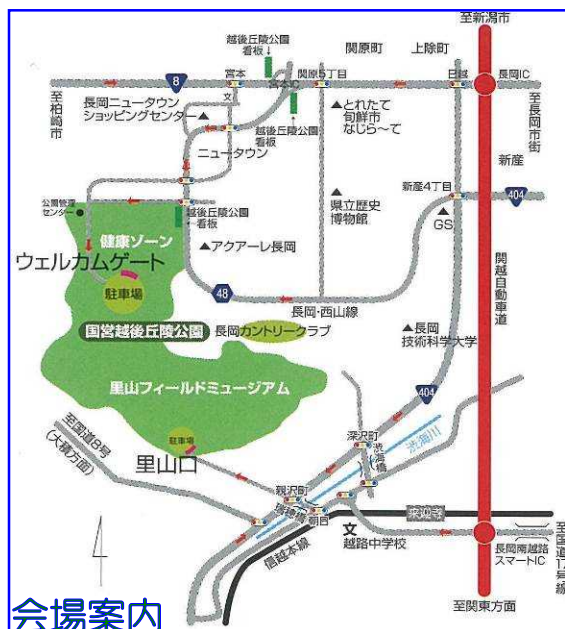 至新潟市
越後丘陵公園
看板
関原町
上除町
8
宮本
宮本IC
関原5丁目
日越
長岡IC
至柏崎市
文
長岡ニュータウン
ショッピングセンター
越後丘陵公園
看板
とれたて
旬鮮市
なじら〜て
至長岡市街
ニュータウン
新産
新産4丁目
404
公園管理
センター
越後丘陵公園
看板
県立歴史
博物館
GS
健康ゾーン
ウェルカムゲート
アクアーレ長岡
関越自動車道
駐車場
48
長岡・西山線
国営越後丘陵公園
長岡カントリークラブ
長岡
技術科学大学
里山フィールドミュージアム
404
至国道8号
(大積方面)
駐車場
里山口
深沢町
渋海橋
渋海川
親沢町
瑞穂橋
朝日
来迎寺
文
越路中学校
信越本線
長岡南越路
スマートIC
至国道17号線
至関東方面
会場案内